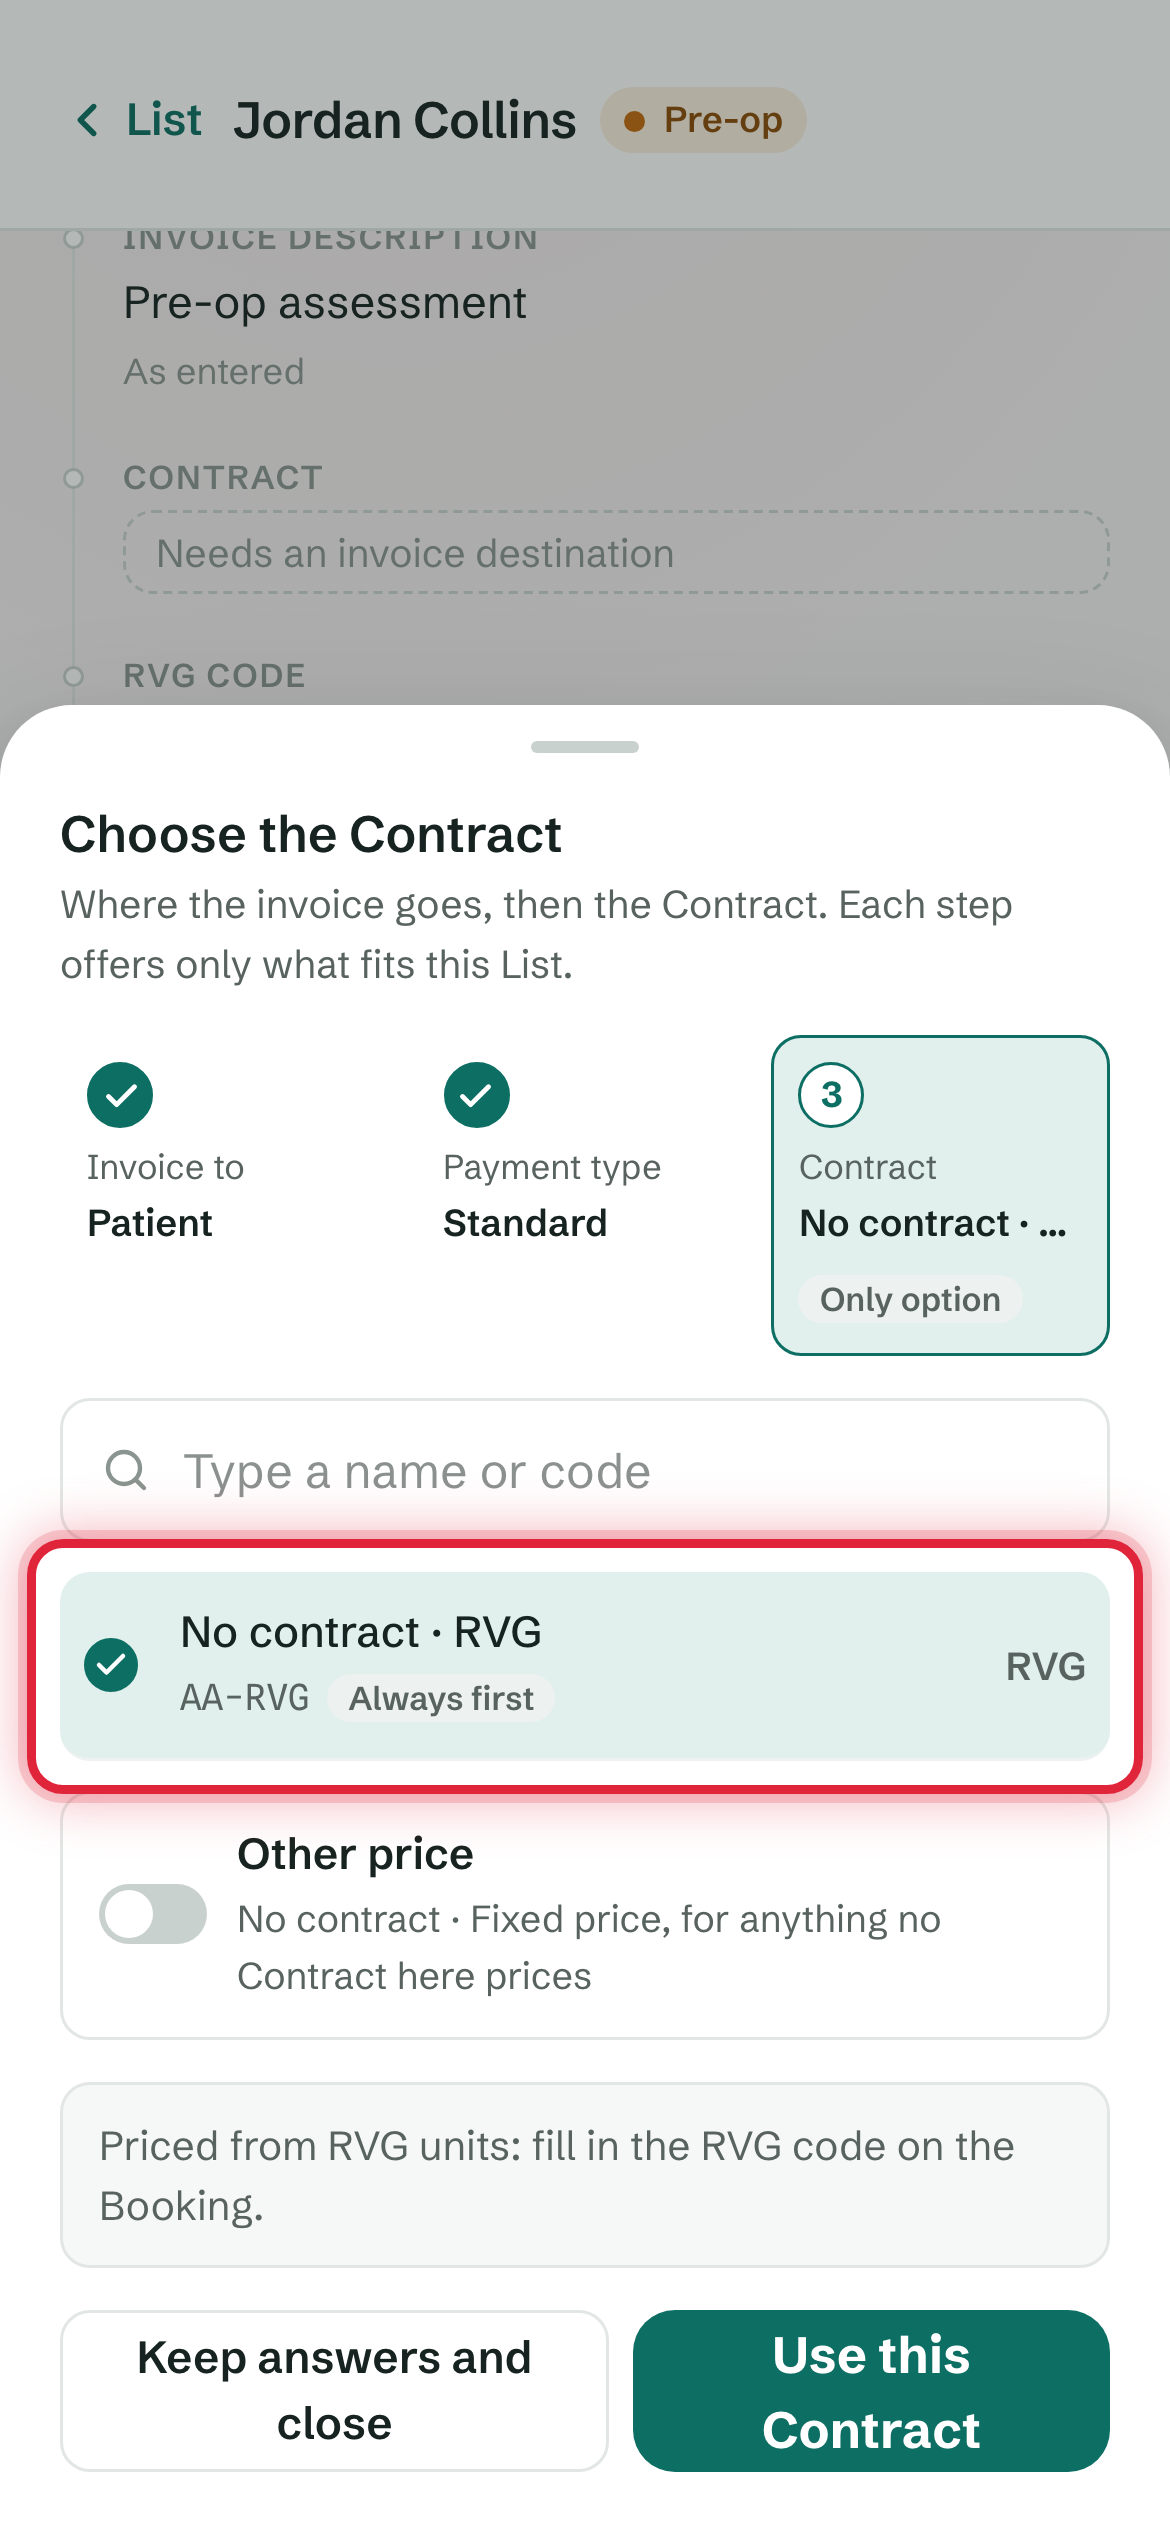 List
Jordan Collins
Pre-op
INVOICE DESCRIPTION
Pre-op assessment
As entered
CONTRACT
Needs an invoice destination
RVG CODE
Choose the Contract
Where the invoice goes, then the Contract. Each step
offers only what fits this List.
Invoice to
Patient
Payment type
Standard
3
Contract
No contract · ...
Only option
Type a name or code
No contract · RVG
AA-RVG
Always first
RVG
Other price
No contract · Fixed price, for anything no
Contract here prices
Priced from RVG units: fill in the RVG code on the
Booking.
Keep answers and
close
Use this
Contract